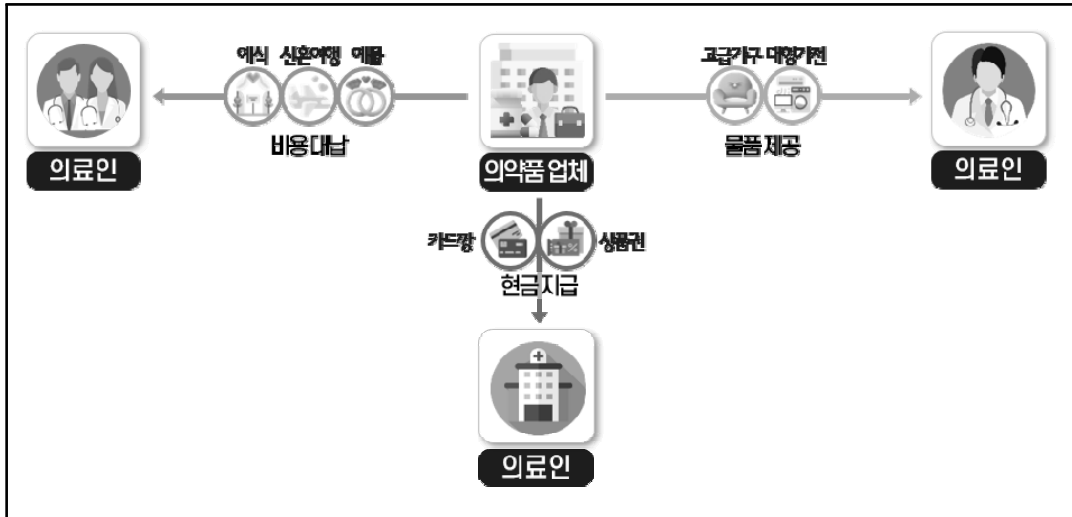 예식 신혼여행 예물
비용대납
의료인
의약품 업체
고급가구 대형가전
물품 제공
의료인
카드깡
상품권
현금지급
의료인